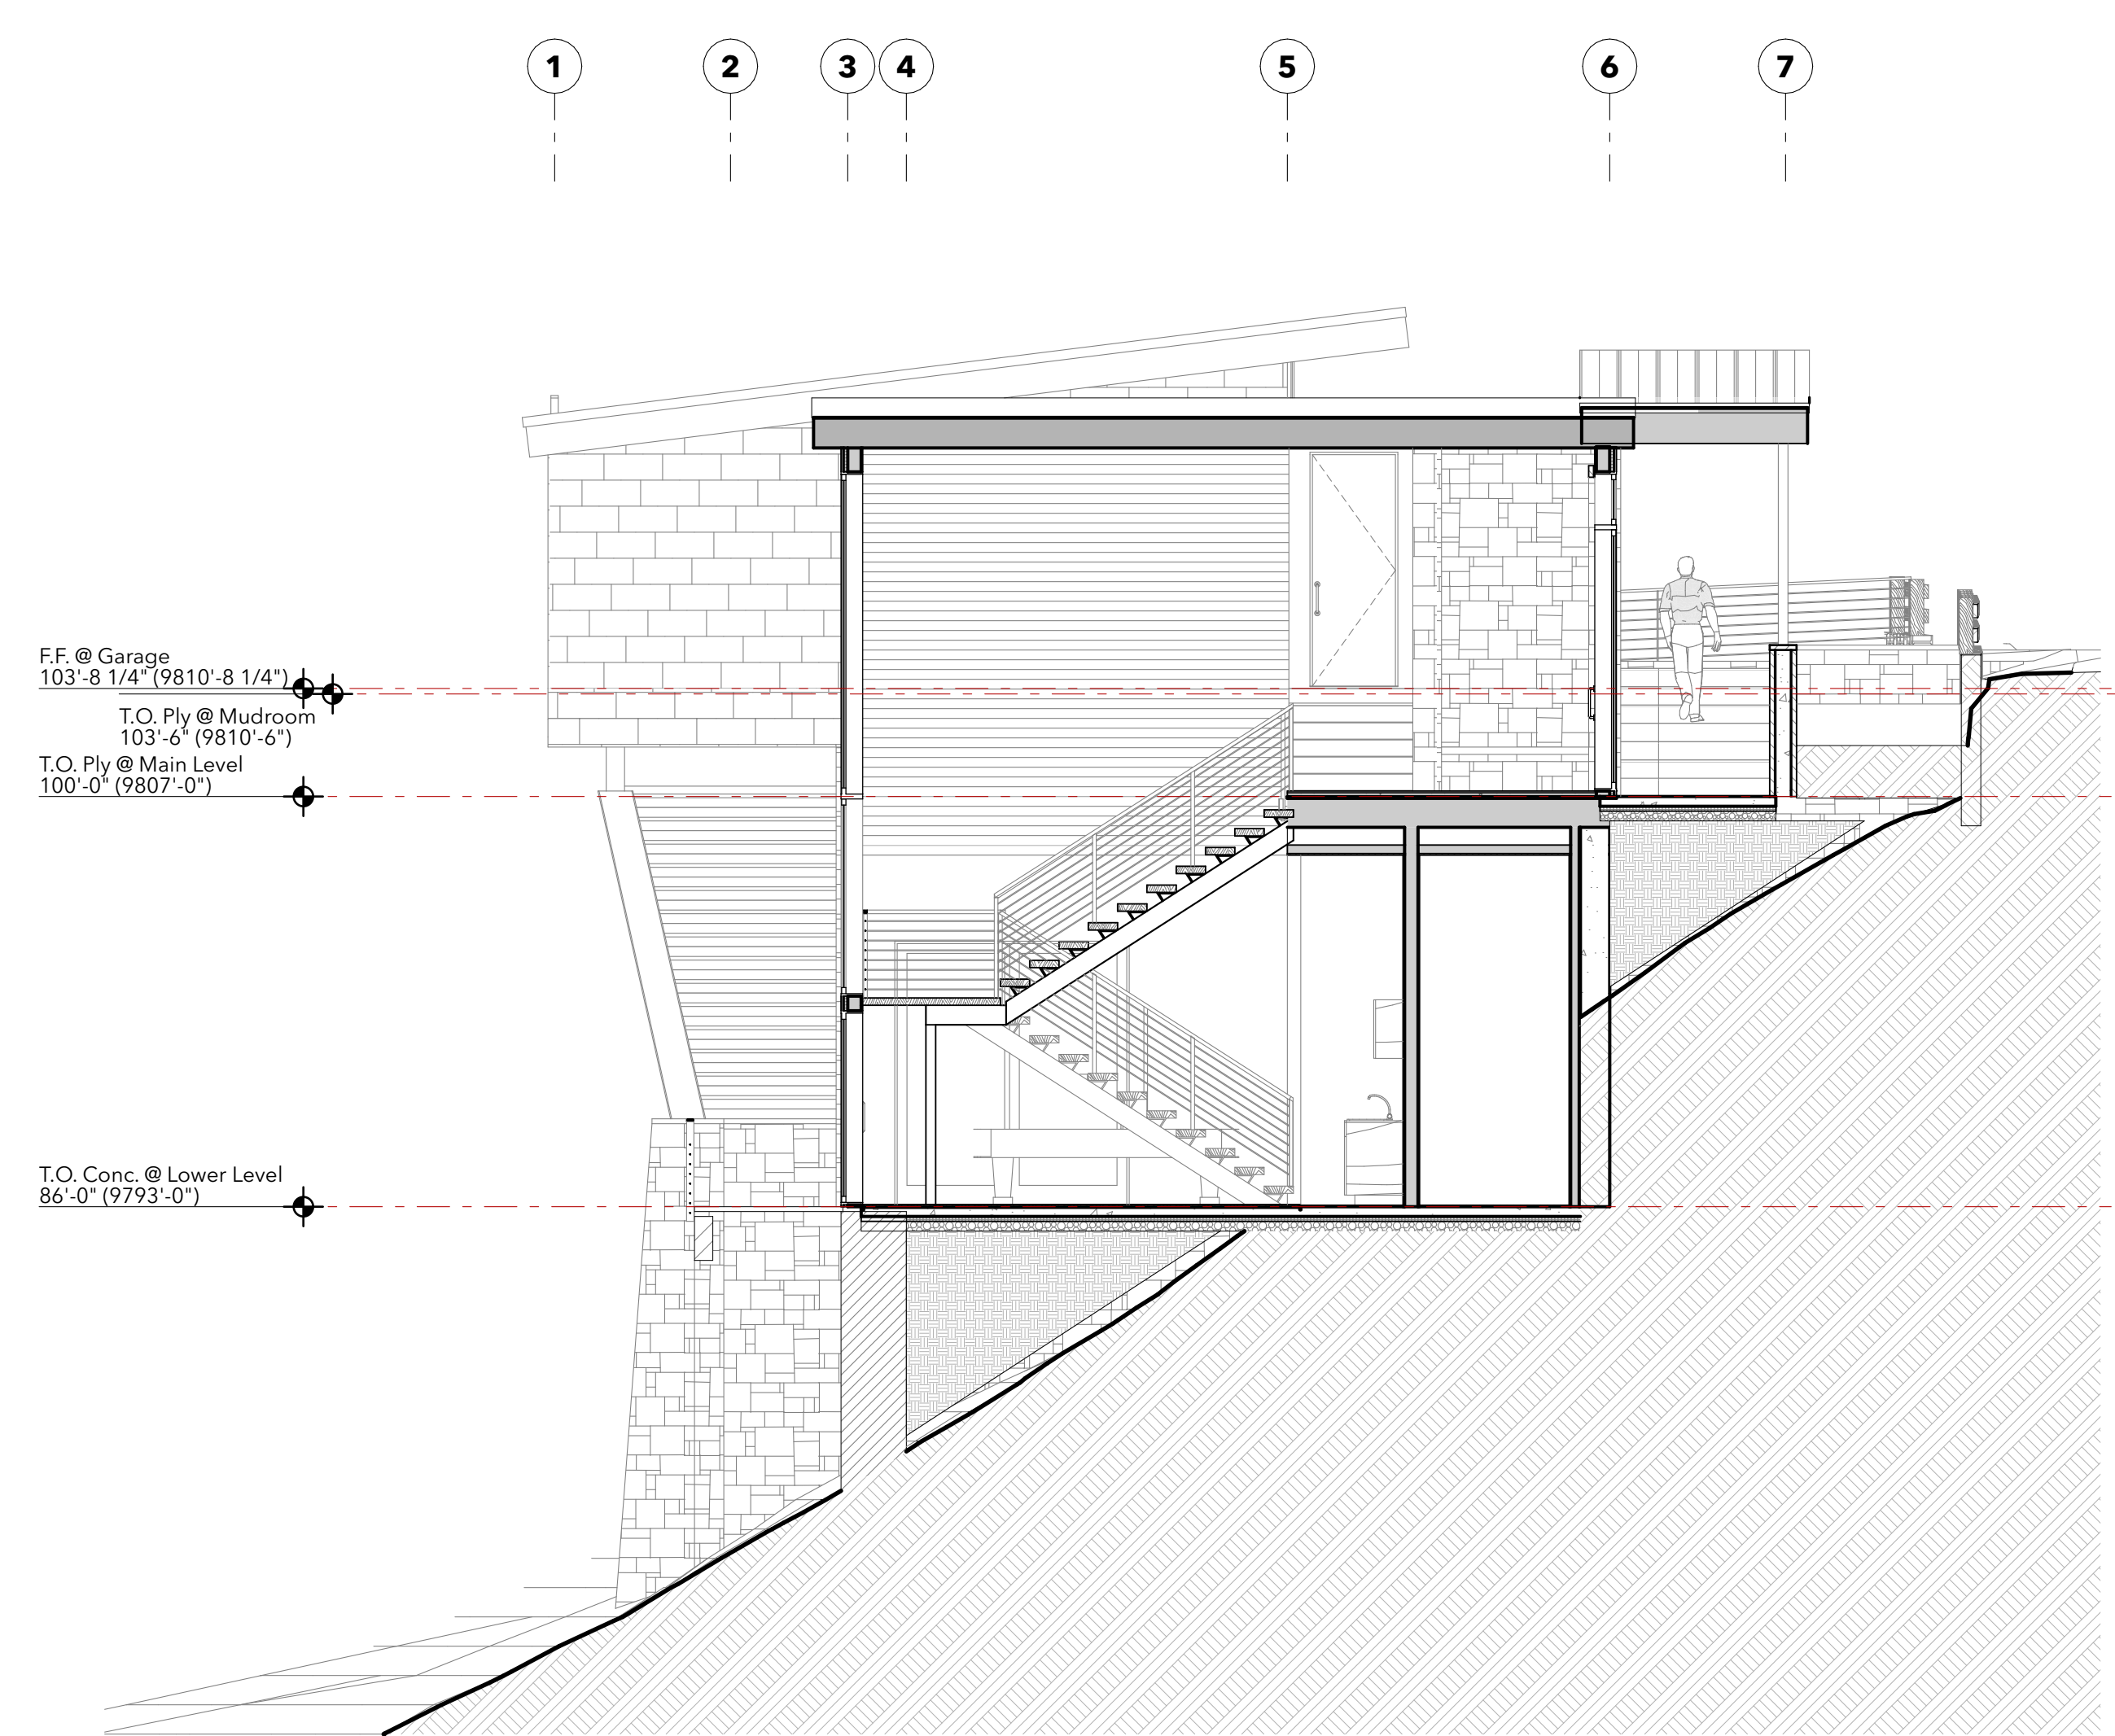 1 2 3 4 5 6 7
F.F. @ Garage
103'-8 1/4" (9810'-8 1/4")
T.O. Ply @ Mudroom
103'-6" (9810'-6")
T.O. Ply @ Main Level
100'-0" (9807'-0")
T.O. Conc. @ Lower Level
86'-0" (9793'-0")